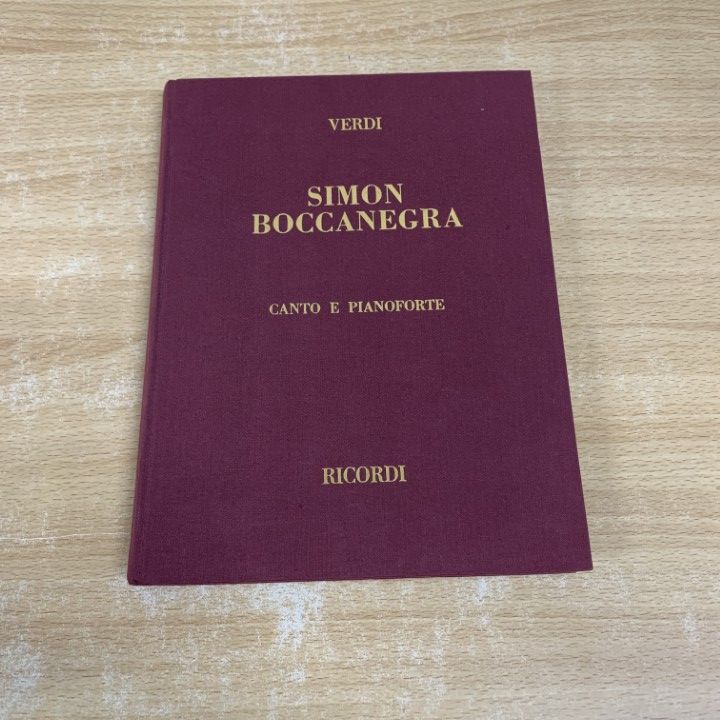 VERDI
SIMON
BOCCANEGRA
CANTO E PIANOFORTE
RICORDI